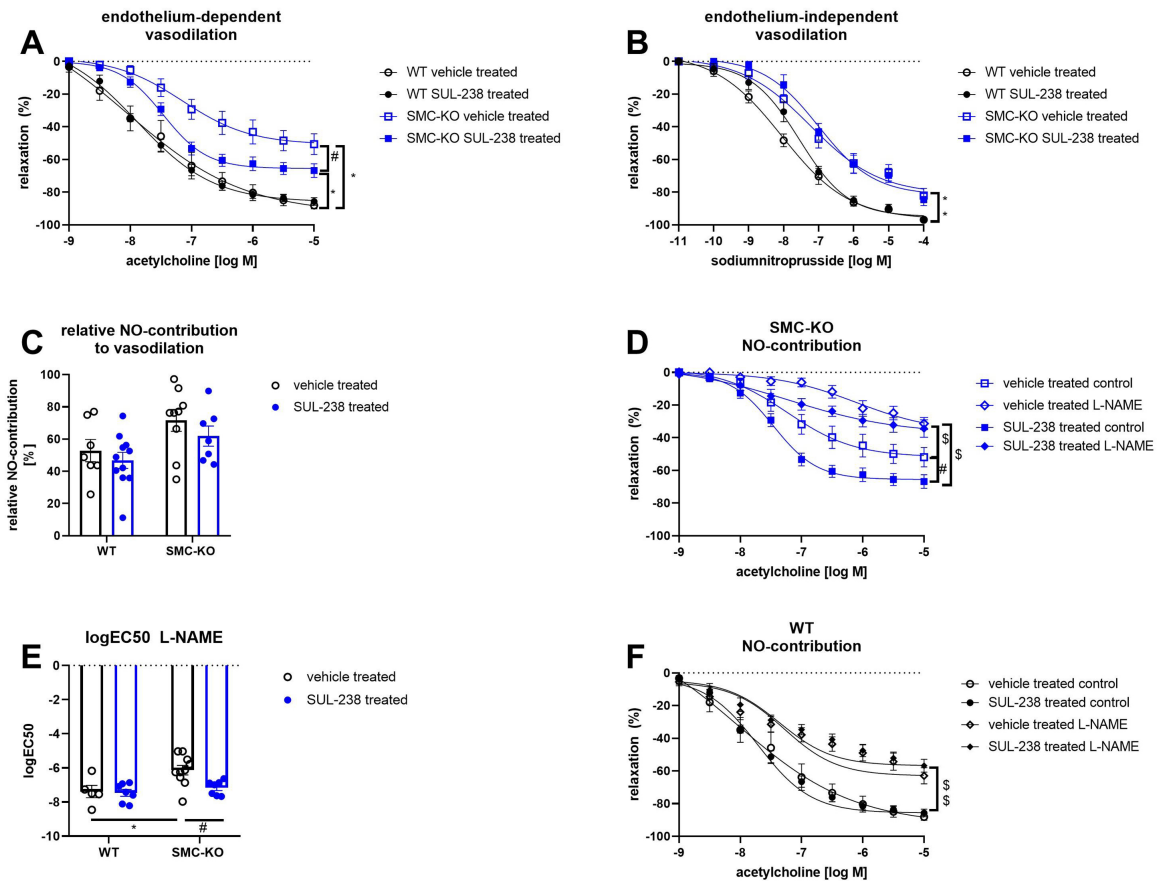 A
endothelium-dependent
vasodilation
0
-20
-40
-60
-80
-100
relaxation (%)
-9
-8
-7
-6
-5
acetylcholine [log M]
WT vehicle treated
WT SUL-238 treated
SMC-KO vehicle treated
SMC-KO SUL-238 treated
#
*
*
B
endothelium-independent
vasodilation
0
-20
-40
-60
-80
-100
relaxation (%)
-11
-10
-9
-8
-7
-6
-5
-4
sodiumnitroprusside [log M]
WT vehicle treated
WT SUL-238 treated
SMC-KO vehicle treated
SMC-KO SUL-238 treated
*
*
C
relative NO-contribution
to vasodilation
100
80
60
40
20
0
relative NO-contribution
[%]
WT
SMC-KO
vehicle treated
SUL-238 treated
D
SMC-KO
NO-contribution
0
-20
-40
-60
-80
-100
relaxation (%)
-9
-8
-7
-6
-5
acetylcholine [log M]
vehicle treated control
vehicle treated L-NAME
SUL-238 treated control
SUL-238 treated L-NAME
$
#
$
E
logEC50 L-NAME
0
-2
-4
-6
-8
-10
logEC50
*
#
WT
SMC-KO
vehicle treated
SUL-238 treated
F
WT
NO-contribution
0
-20
-40
-60
-80
-100
relaxation (%)
-9
-8
-7
-6
-5
acetylcholine [log M]
vehicle treated control
SUL-238 treated control
vehicle treated L-NAME
SUL-238 treated L-NAME
$
$